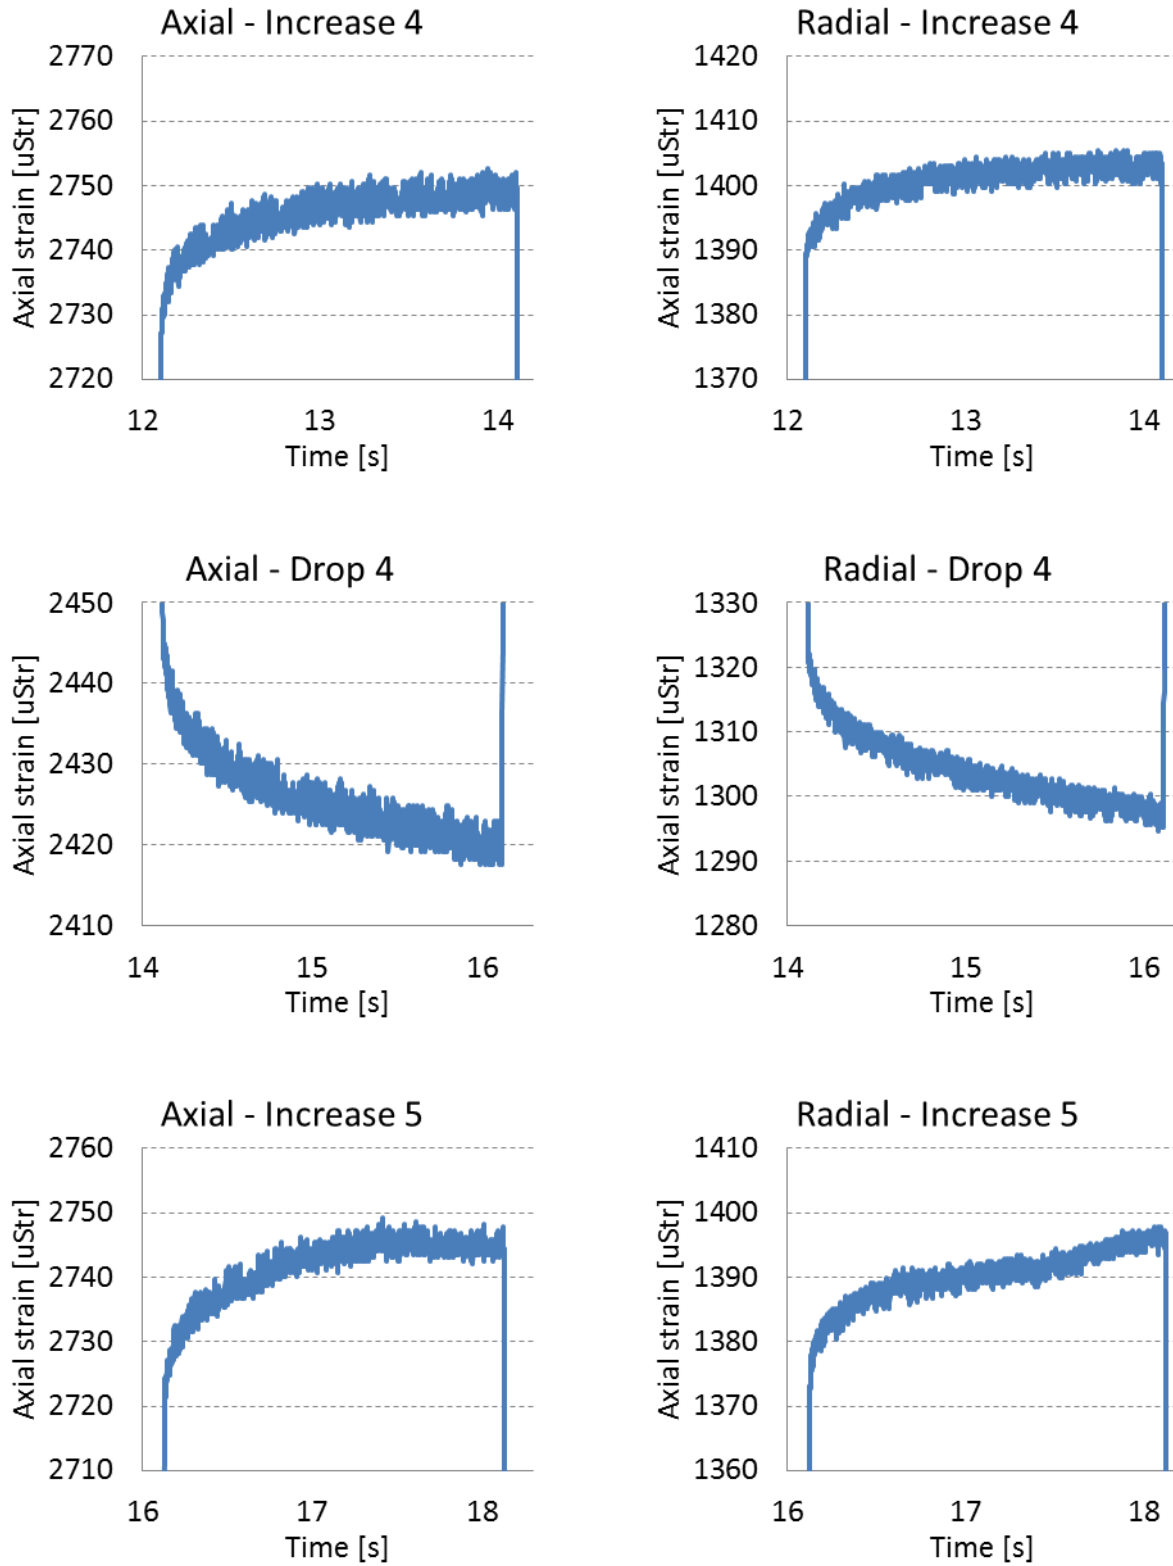 Axial - Increase 4
2770
2760
2750
2740
2730
2720
Axial strain [uStr]
12 13 14
Time [s]
Radial - Increase 4
1420
1410
1400
1390
1380
1370
Axial strain [uStr]
12 13 14
Time [s]
Axial - Drop 4
2450
2440
2430
2420
2410
Axial strain [uStr]
14 15 16
Time [s]
Radial - Drop 4
1330
1320
1310
1300
1290
1280
Axial strain [uStr]
14 15 16
Time [s]
Axial - Increase 5
2760
2750
2740
2730
2720
2710
Axial strain [uStr]
16 17 18
Time [s]
Radial - Increase 5
1410
1400
1390
1380
1370
1360
Axial strain [uStr]
16 17 18
Time [s]